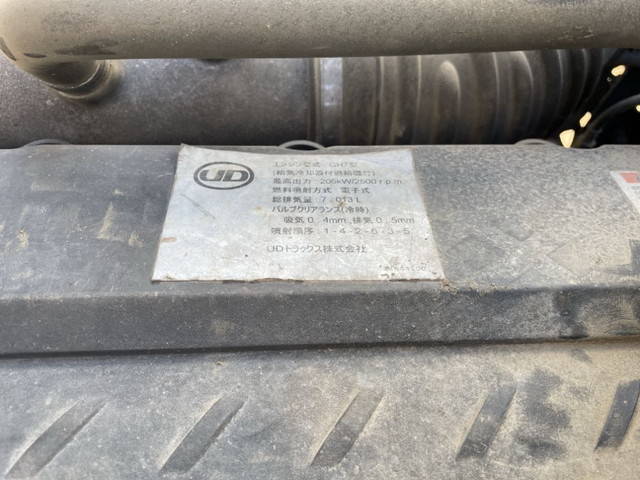 UD
エンジン型式 GH7型
(給気冷却器付過給機付)
最高出力 205kW/2500r.p.m.
燃料噴射方式 電子式
総排気量 7.013L
バルブクリアランス(冷時)
吸気0.4mm,排気0.5mm
噴射順序:1-4-2-6-3-5
UDトラックス株式会社